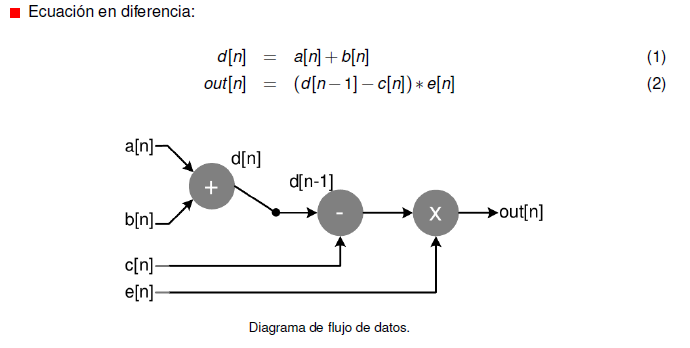 Ecuación en diferencia:
d[n] = a[n] + b[n] (1)
out[n] = (d[n − 1] − c[n]) ∗ e[n] (2)
a[n]
d[n]
+
d[n-1]
b[n]
-
X
out[n]
c[n]
e[n]
Diagrama de flujo de datos.